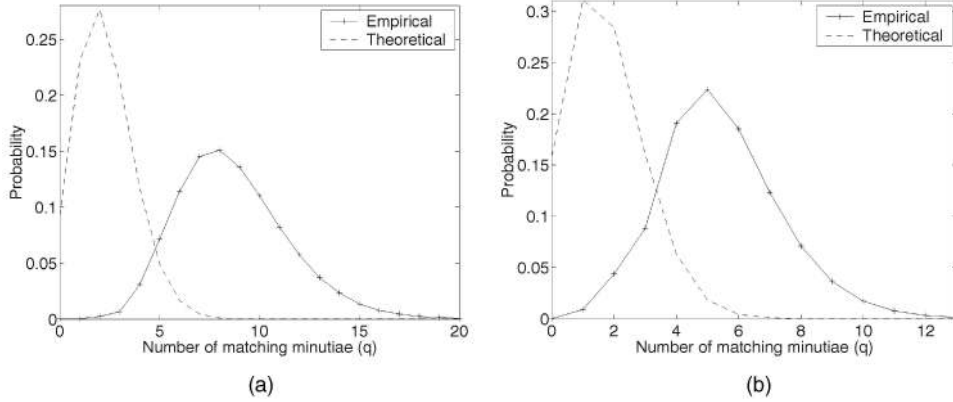 Empirical
Theoretical
0.25
0.2
0.15
0.1
0.05
0
0
5
10
15
20
Probability
Number of matching minutiae (q)
(a)
Empirical
Theoretical
0.3
0.25
0.2
0.15
0.1
0.05
0
0
2
4
6
8
10
12
Probability
Number of matching minutiae (q)
(b)